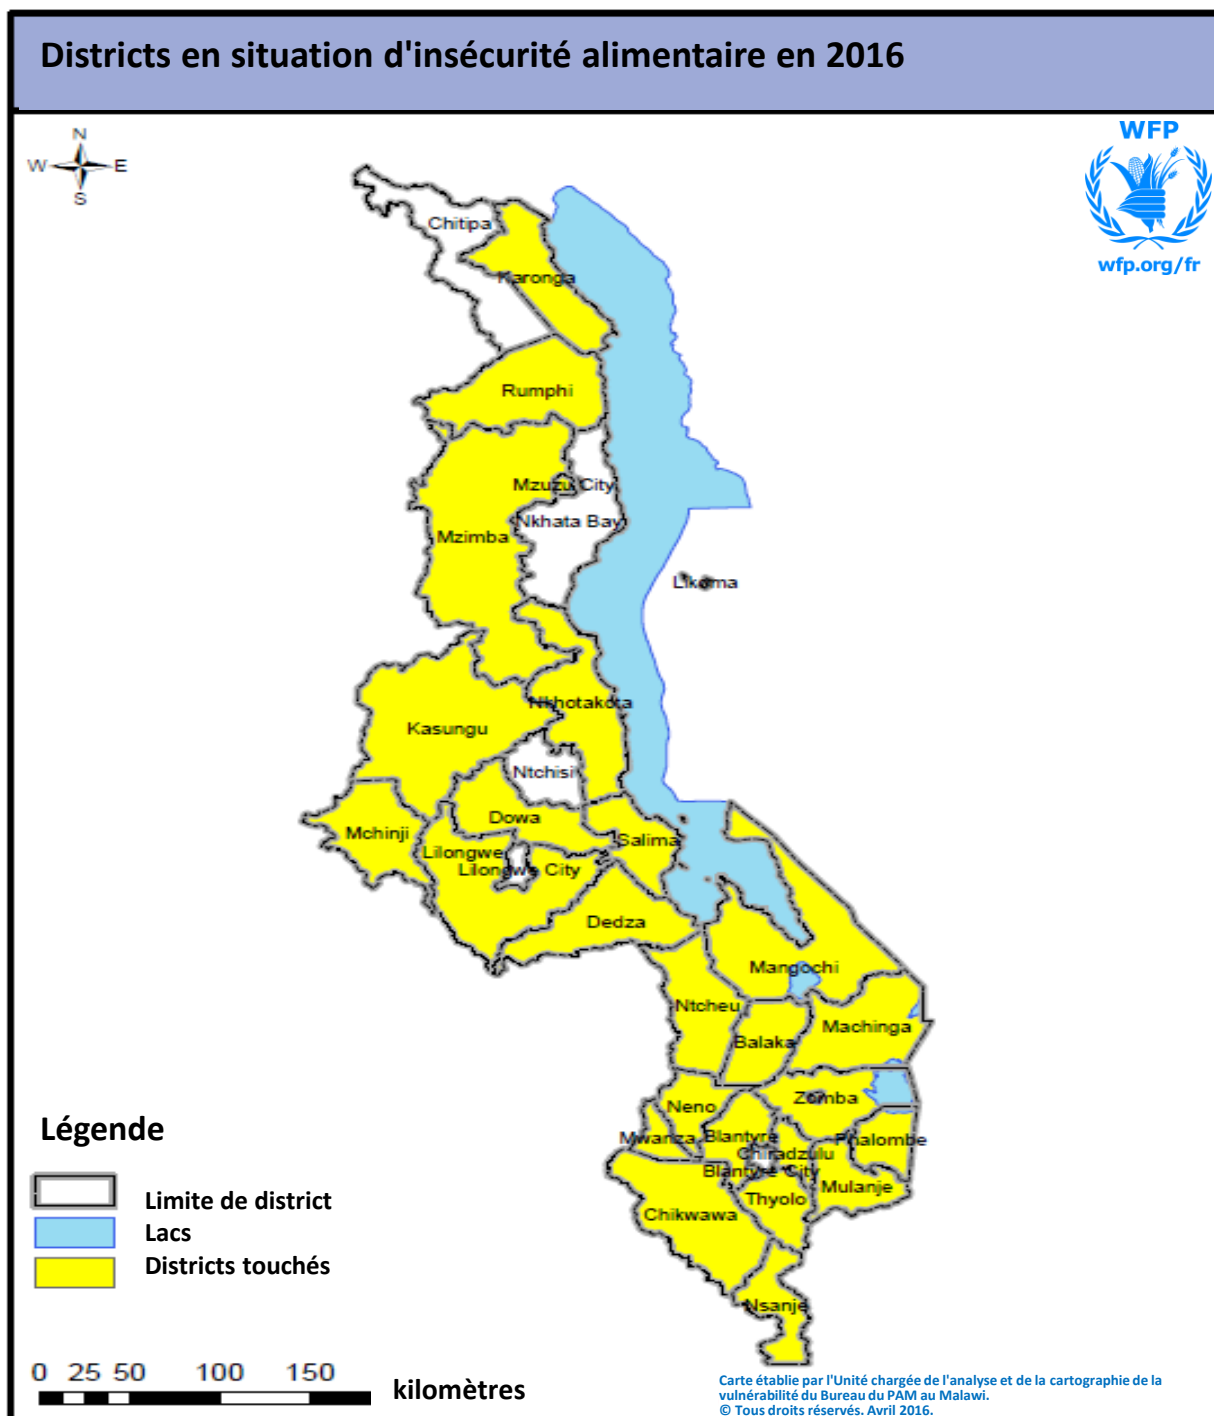 Districts en situation d'insécurité alimentaire en 2016
N
W E
S
WFP
wfp.org/fr
Chitipa
Karonga
Rumphi
Mzuzu City
Nkhata Bay
Mzimba
Likoma
Nkhotakota
Kasungu
Ntchisi
Dowa
Mchinji
Salima
Lilongwe
Lilongwe City
Dedza
Mangochi
Ntcheu
Machinga
Balaka
Zomba
Neno
Mwanza
Blantyre
Phalombe
Chiradzulu
Blantyre City
Mulanje
Thyolo
Chikwawa
Nsanje
Légende
Limite de district
Lacs
Districts touchés
0 25 50 100 150
kilomètres
Carte établie par l'Unité chargée de l'analyse et de la cartographie de la
vulnérabilité du Bureau du PAM au Malawi.
© Tous droits réservés. Avril 2016.